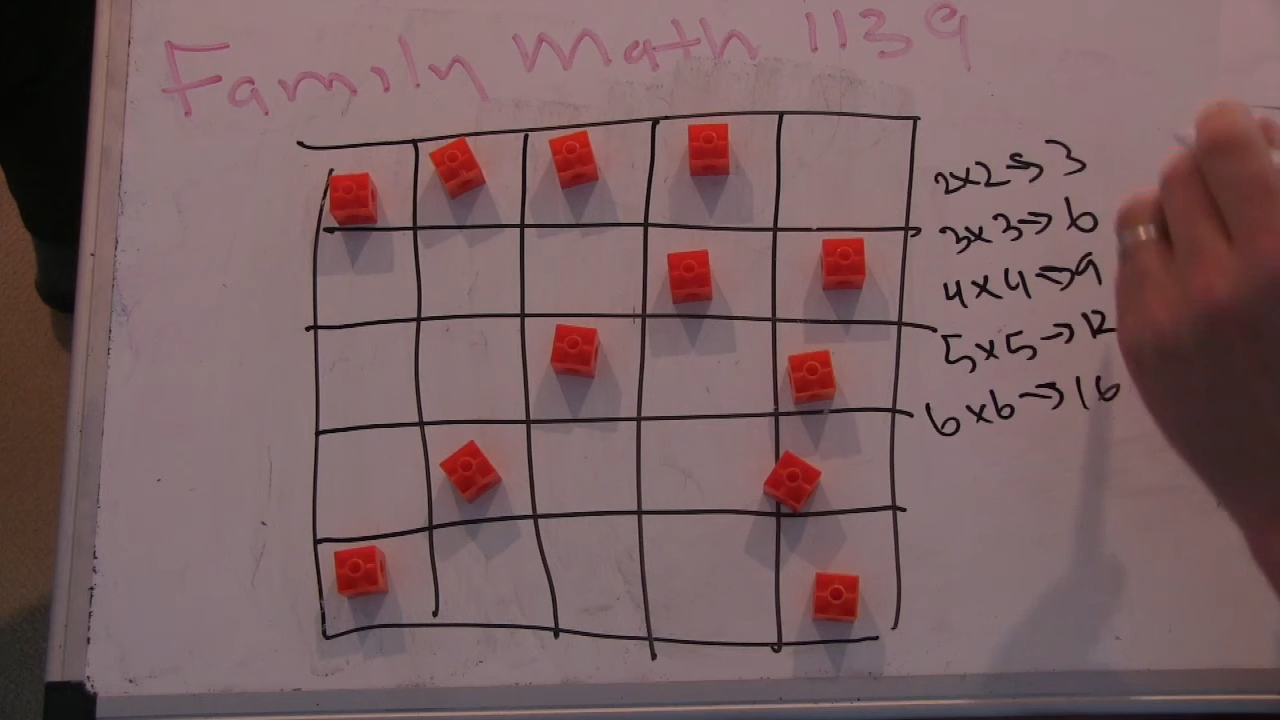 Family Math 1139
2x2→3
3x3→6
4x4→9
5x5→12
6x6→16